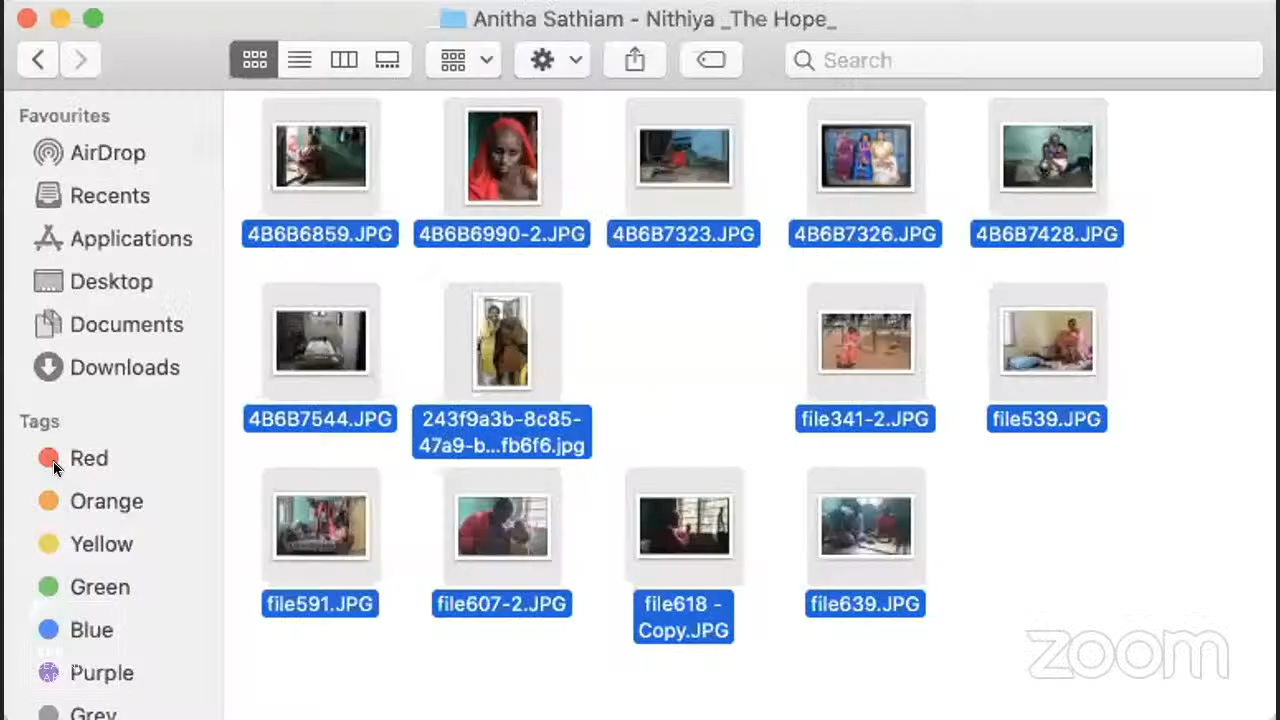 Anitha Sathiam - Nithiya _The Hope_
Search
Favourites
AirDrop
Recents
Applications
Desktop
Documents
Downloads
Tags
Red
Orange
Yellow
Green
Blue
Purple
Grey
4B6B6859.JPG
4B6B6990-2.JPG
4B6B7323.JPG
4B6B7326.JPG
4B6B7428.JPG
4B6B7544.JPG
243f9a3b-8c85-
47a9-b...fb6f6.jpg
file341-2.JPG
file539.JPG
file591.JPG
file607-2.JPG
file618 -
Copy.JPG
file639.JPG
zoom